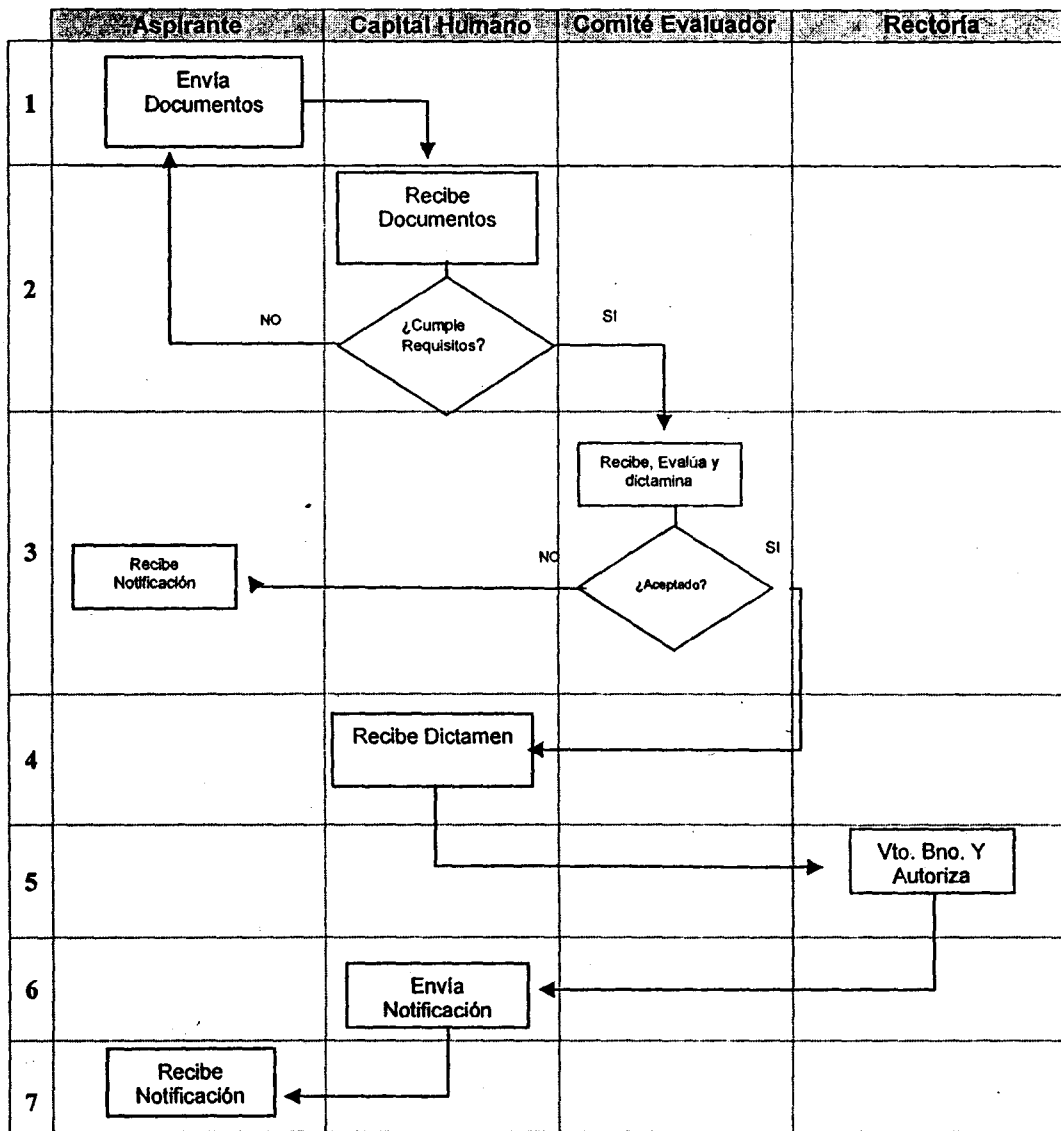 Aspirante Capital Humano Comité Evaluador Rectoría
1
Envía
Documentos
2
Recibe
Documentos
NO
¿Cumple
Requisitos?
SI
3
Recibe, Evalúa y
dictamina
Recibe
Notificación
NO
¿Aceptado?
SI
4
Recibe Dictamen
5
Vto. Bno. Y
Autoriza
6
Envía
Notificación
7
Recibe
Notificación